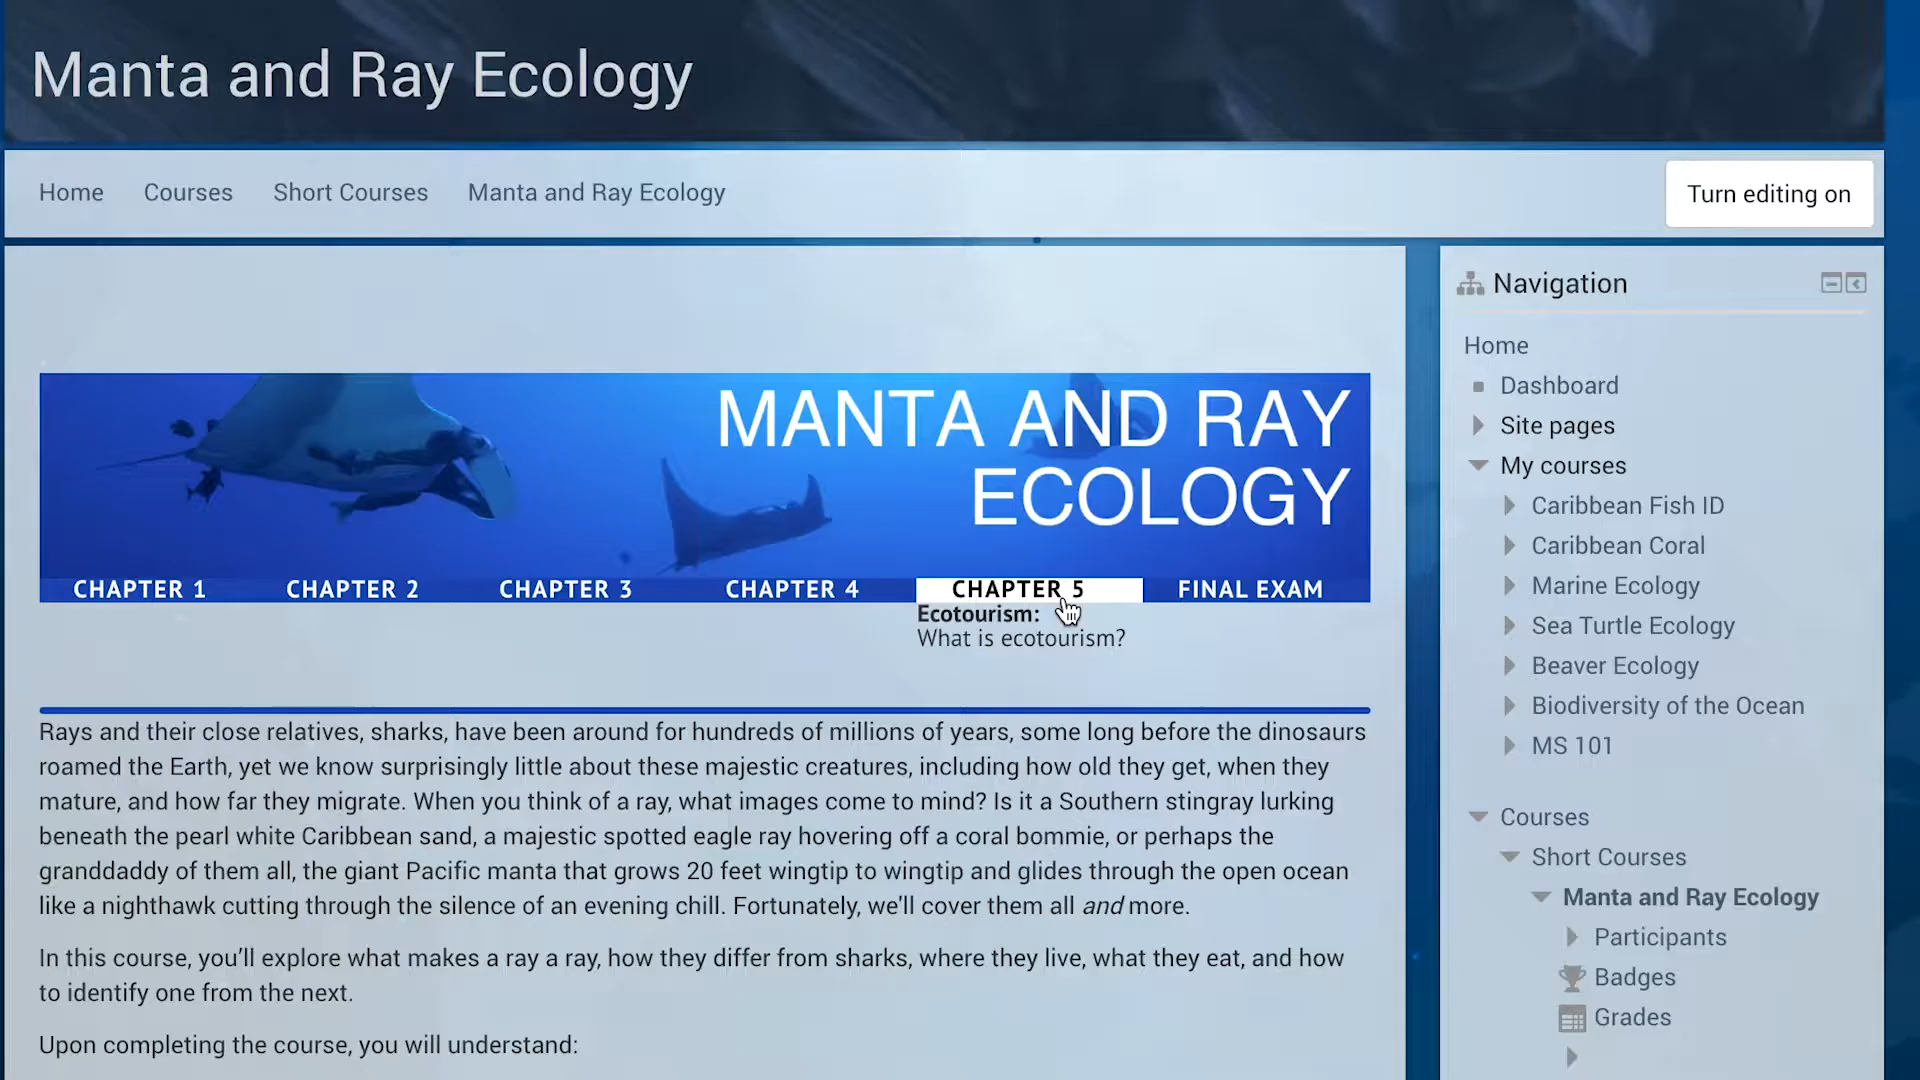 Manta and Ray Ecology
Home Courses Short Courses Manta and Ray Ecology
Turn editing on
MANTA AND RAY
ECOLOGY
CHAPTER 1 CHAPTER 2 CHAPTER 3 CHAPTER 4 CHAPTER 5 FINAL EXAM
Ecotourism:
What is ecotourism?
Rays and their close relatives, sharks, have been around for hundreds of millions of years, some long before the dinosaurs
roamed the Earth, yet we know surprisingly little about these majestic creatures, including how old they get, when they
mature, and how far they migrate. When you think of a ray, what images come to mind? Is it a Southern stingray lurking
beneath the pearl white Caribbean sand, a majestic spotted eagle ray hovering off a coral bommie, or perhaps the
granddaddy of them all, the giant Pacific manta that grows 20 feet wingtip to wingtip and glides through the open ocean
like a nighthawk cutting through the silence of an evening chill. Fortunately, we'll cover them all and more.
In this course, you'll explore what makes a ray a ray, how they differ from sharks, where they live, what they eat, and how
to identify one from the next.
Upon completing the course, you will understand:
Navigation
Home
Dashboard
Site pages
My courses
Caribbean Fish ID
Caribbean Coral
Marine Ecology
Sea Turtle Ecology
Beaver Ecology
Biodiversity of the Ocean
MS 101
Courses
Short Courses
Manta and Ray Ecology
Participants
Badges
Grades